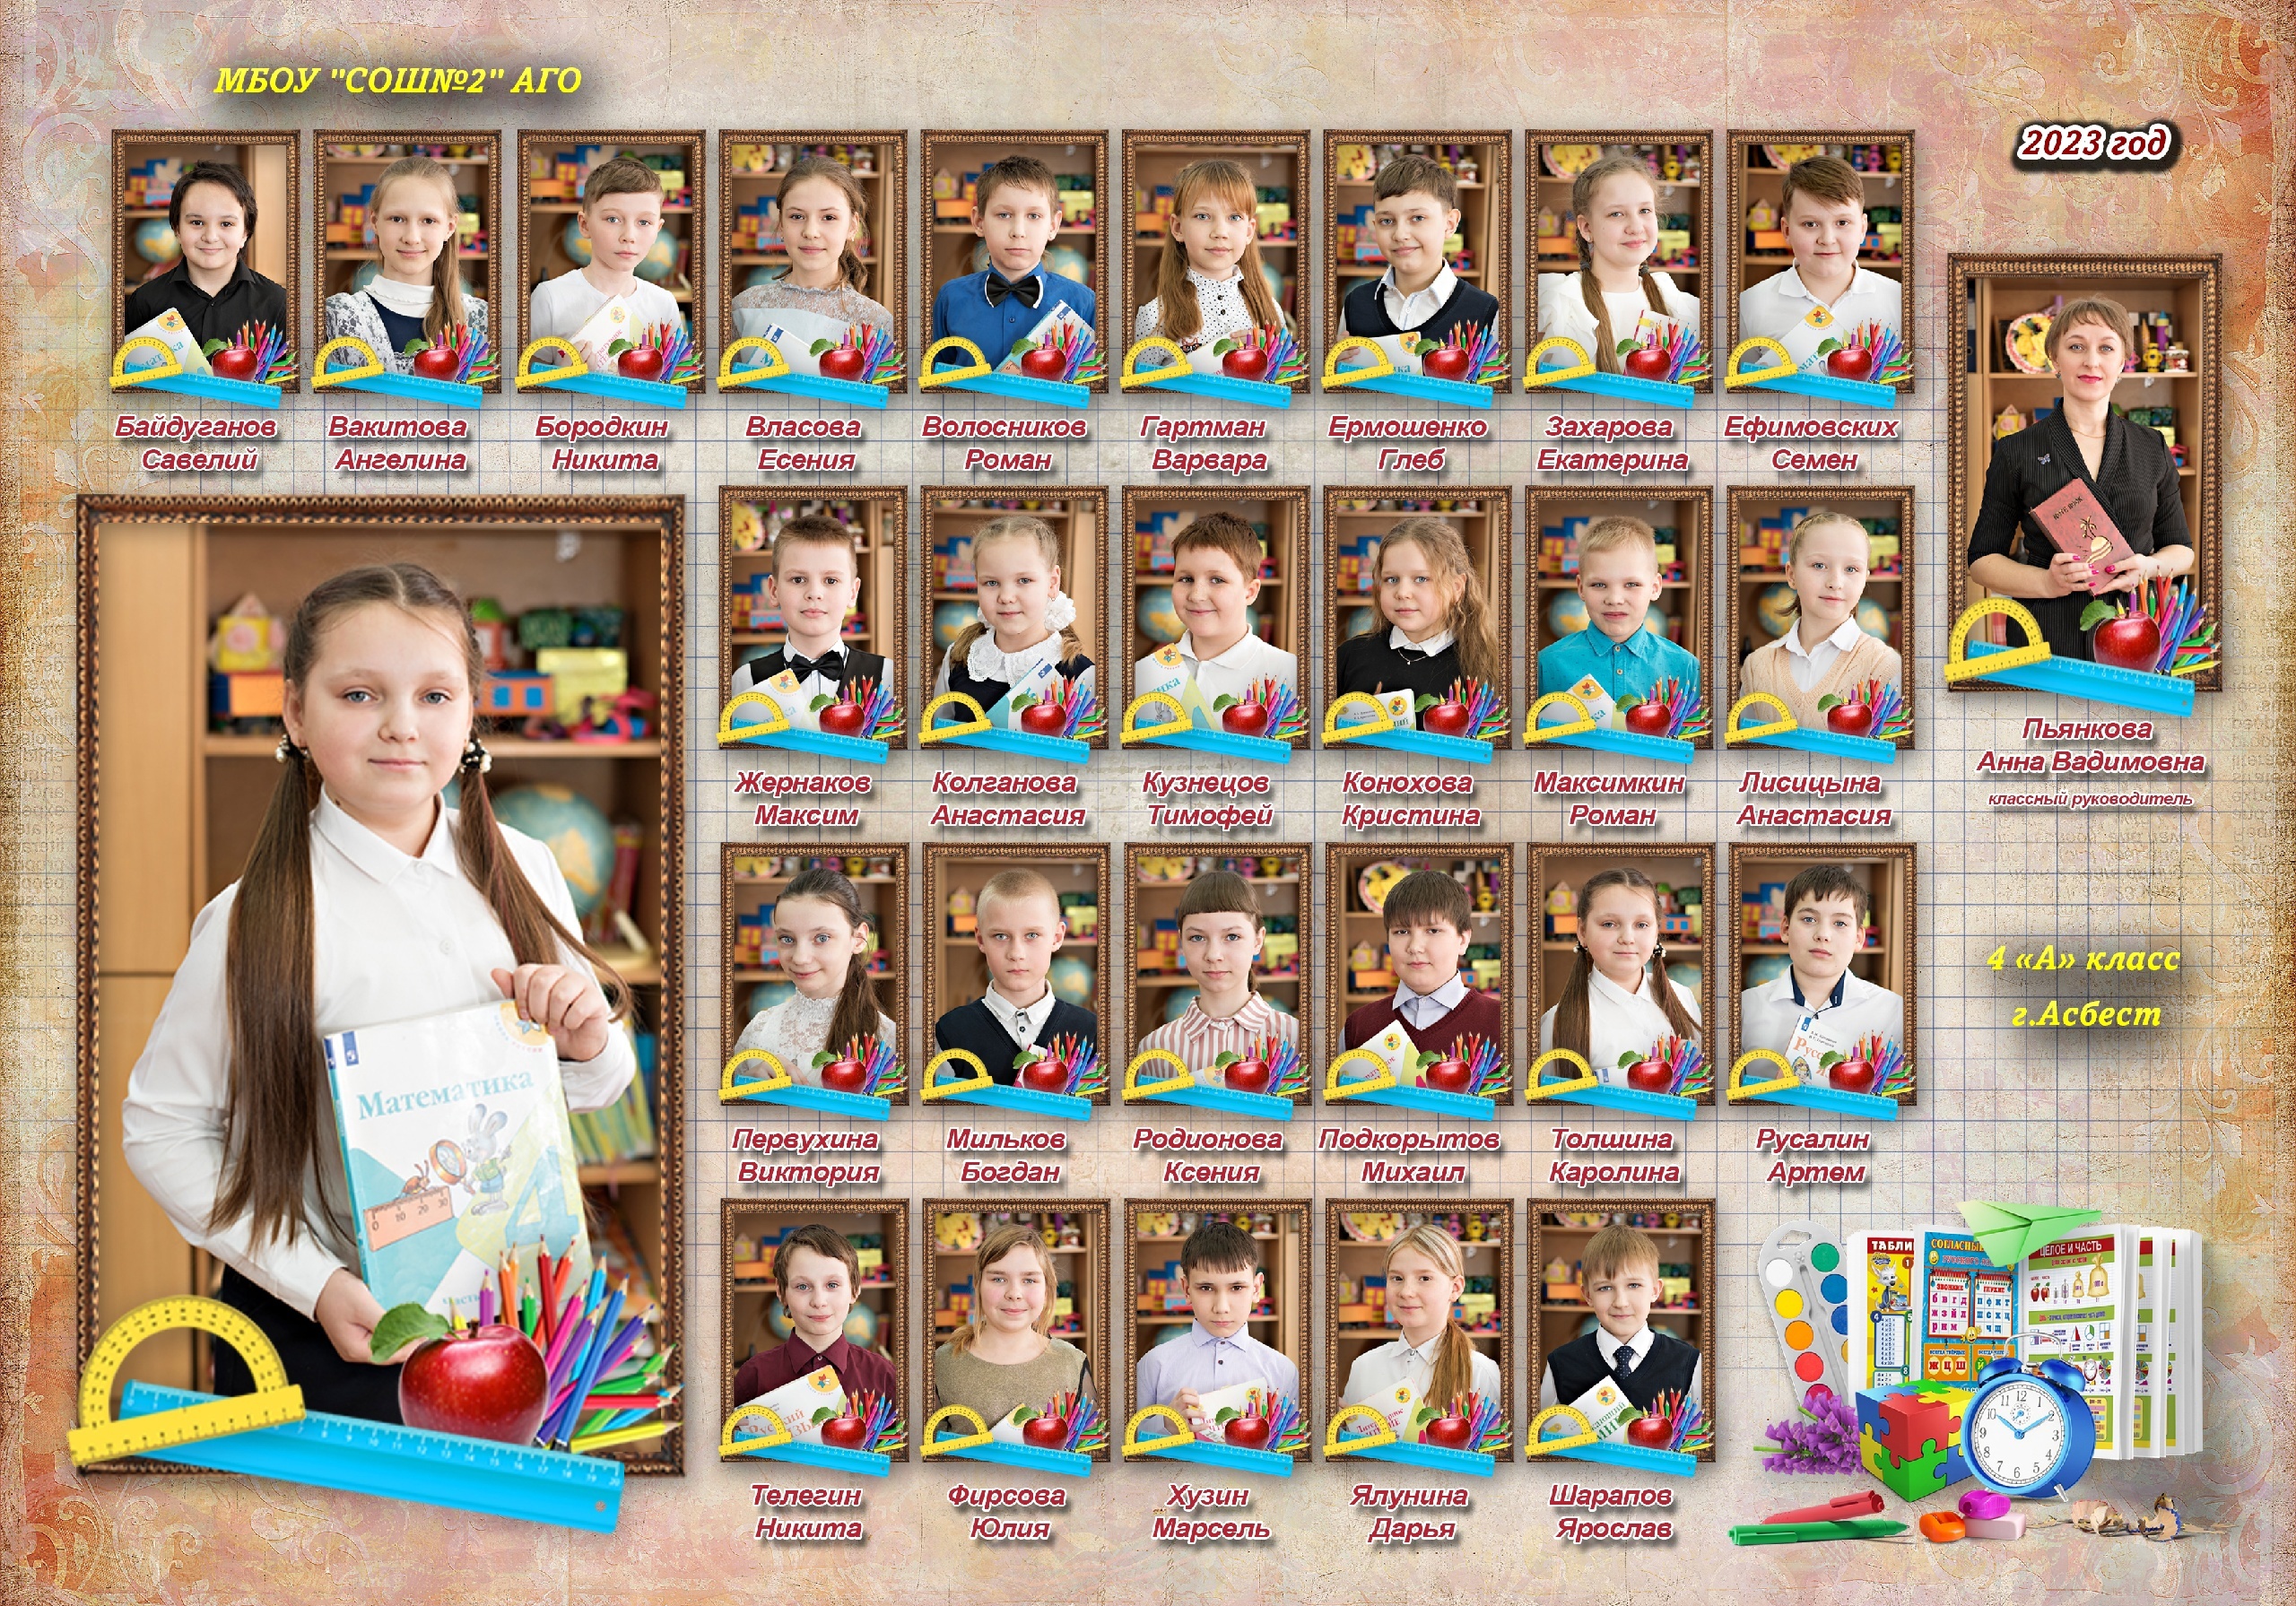 МБОУ "СОШ№2" АГО
2023 год
Байдуганов Савелий
Вакитова Ангелина
Бородкин Никита
Власова Есения
Волосников Роман
Гартман Варвара
Ермошенко Глеб
Захарова Екатерина
Ефимовских Семен
Жернаков Максим
Колганова Анастасия
Кузнецов Тимофей
Конохова Кристина
Максимкин Роман
Лисицына Анастасия
Пьянкова
Анна Вадимовна
классный руководитель
Первухина Виктория
Мильков Богдан
Родионова Ксения
Подкорытов Михаил
Толшина Каролина
Русалин Артем
4 «А» класс
г.Асбест
Телегин Никита
Фирсова Юлия
Хузин Марсель
Ялунина Дарья
Шарапов Ярослав
Математика
4
ЦЕЛОЕ И ЧАСТЬ